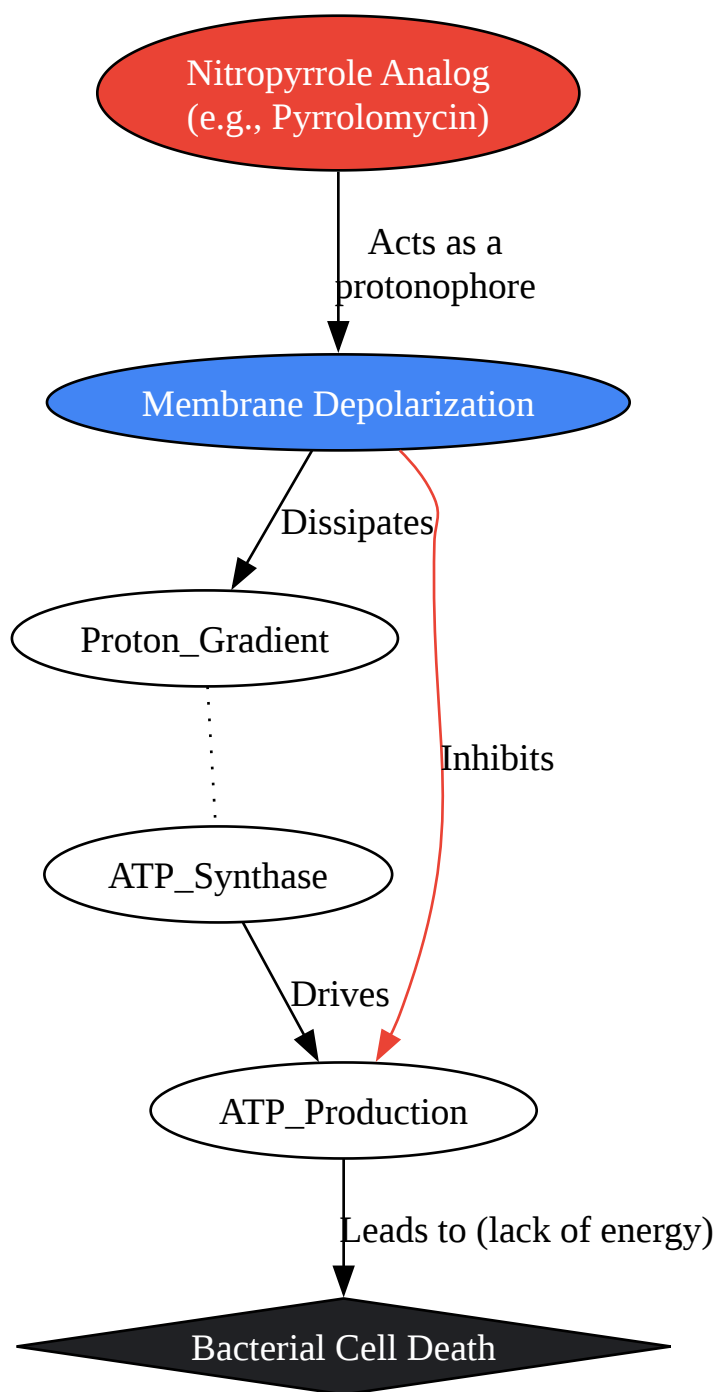 Nitropyrrole Analog
(e.g., Pyrrolomycin)
Acts as a
protonophore
Membrane Depolarization
Dissipates
Proton_Gradient
Inhibits
ATP_Synthase
Drives
ATP_Production
Leads to (lack of energy)
Bacterial Cell Death